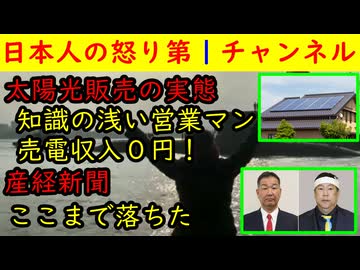 日本人の怒り第1チャンネル
太陽光販売の実態
知識の浅い営業マン
売電収入０円！
産経新聞
ここまで落ちた